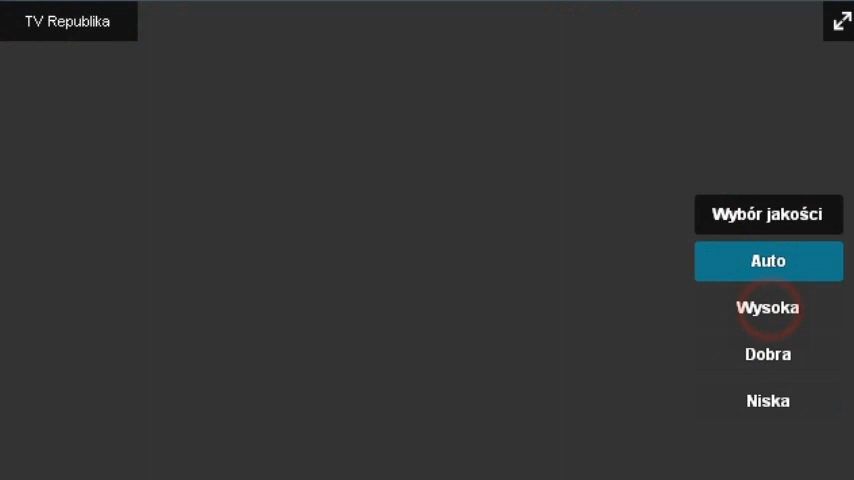 TV Republika
Wybór jakości
Auto
Wysoka
Dobra
Niska